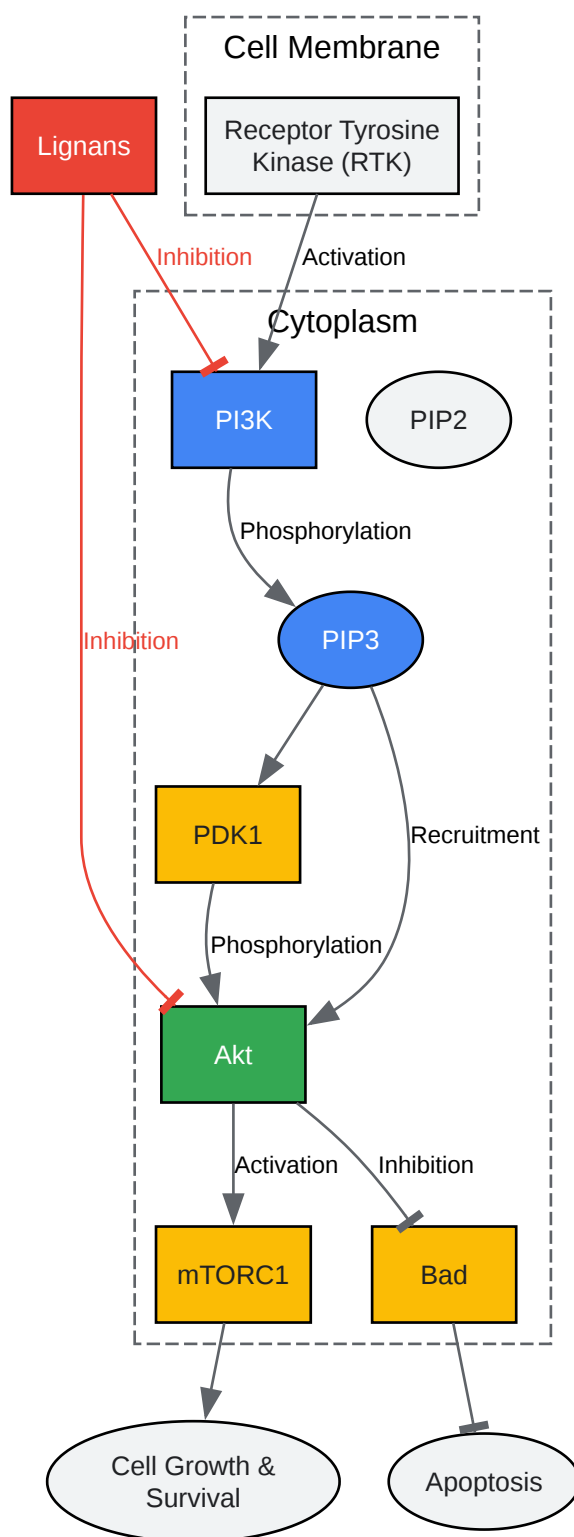 Cell Membrane
Lignans
Receptor Tyrosine
Kinase (RTK)
Inhibition
Activation
Cytoplasm
PI3K
PIP2
Phosphorylation
PIP3
Inhibition
PDK1
Recruitment
Phosphorylation
Akt
Activation
Inhibition
mTORC1
Bad
Cell Growth &
Survival
Apoptosis